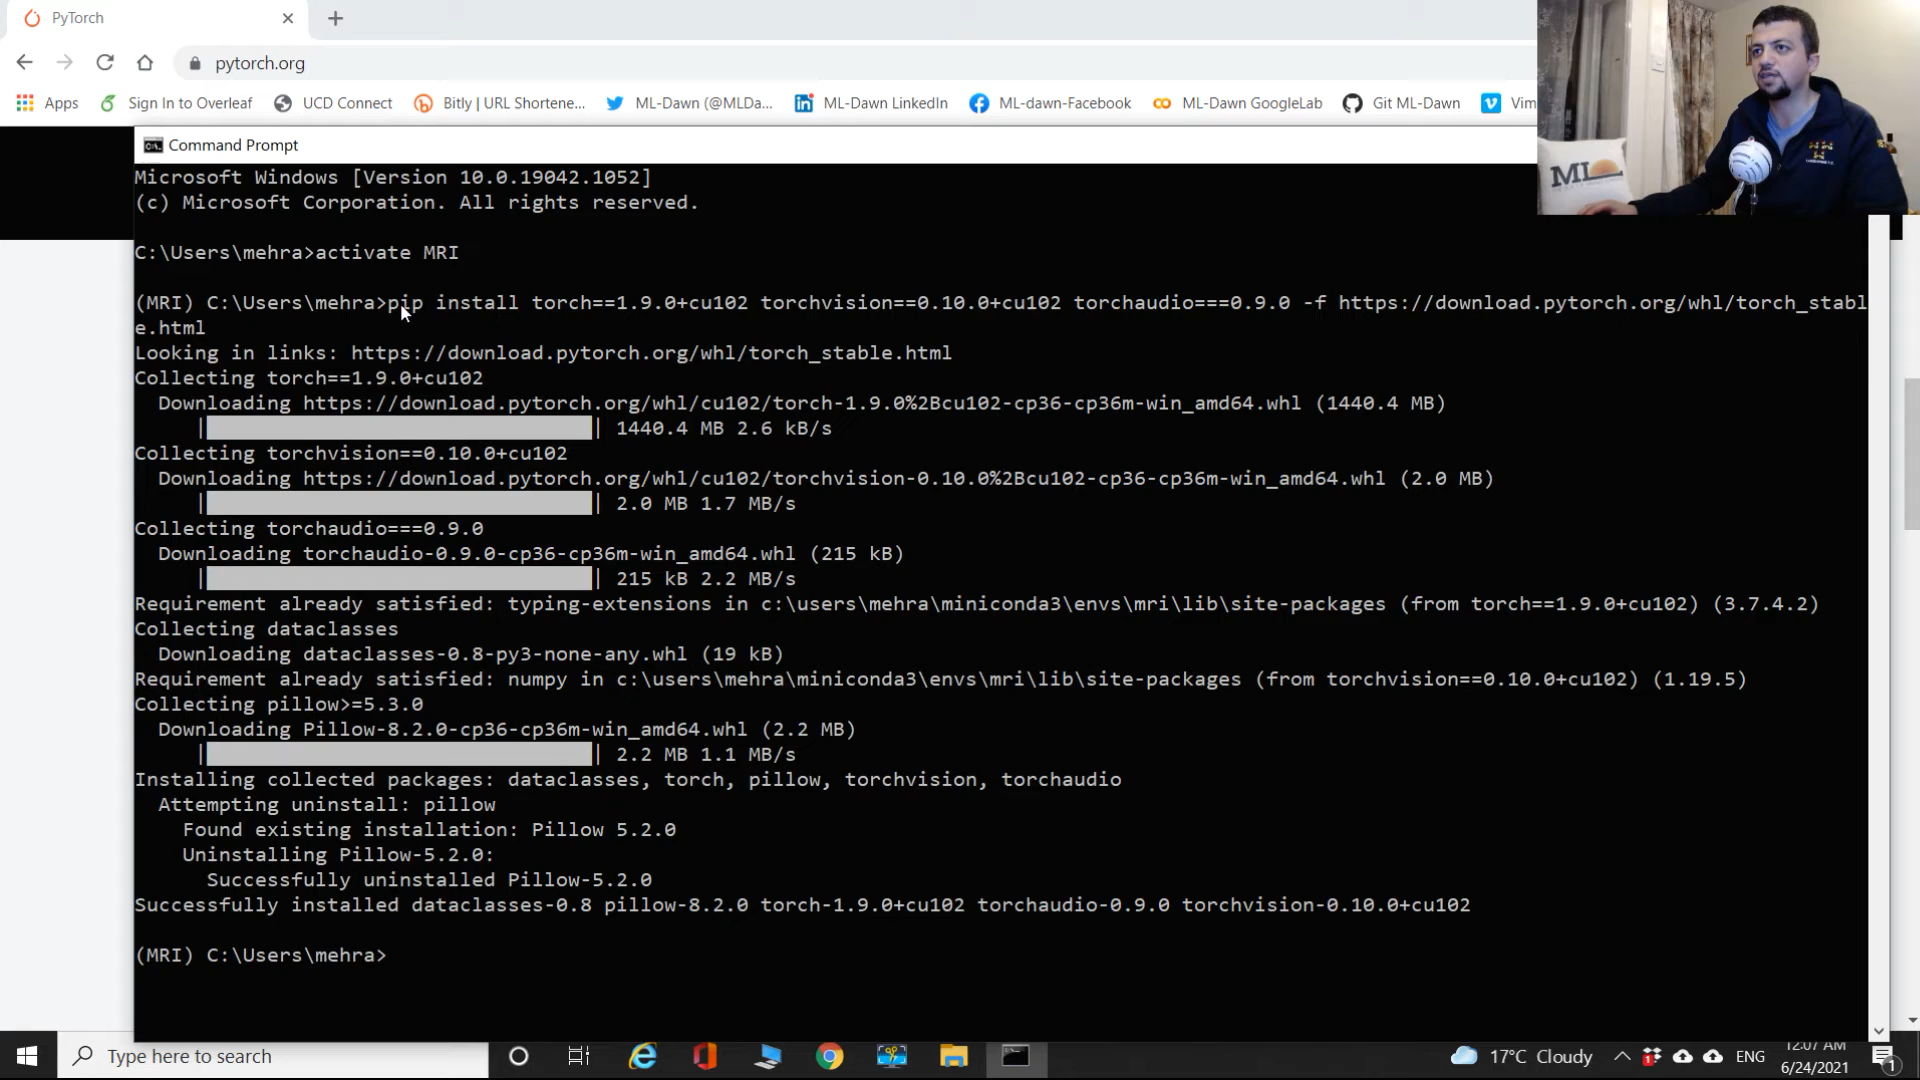 PyTorch
pytorch.org
Apps
Sign In to Overleaf
UCD Connect
Bitly | URL Shortene...
ML-Dawn (@MLDa...
ML-Dawn LinkedIn
ML-dawn-Facebook
ML-Dawn GoogleLab
Git ML-Dawn
Vim
ML
Command Prompt
Microsoft Windows [Version 10.0.19042.1052]
(c) Microsoft Corporation. All rights reserved.
C:\Users\mehra>activate MRI
(MRI) C:\Users\mehra>pip install torch==1.9.0+cu102 torchvision==0.10.0+cu102 torchaudio===0.9.0 -f https://download.pytorch.org/whl/torch_stabl
e.html
Looking in links: https://download.pytorch.org/whl/torch_stable.html
Collecting torch==1.9.0+cu102
Downloading https://download.pytorch.org/whl/cu102/torch-1.9.0%2Bcu102-cp36-cp36m-win_amd64.whl (1440.4 MB)
| | 1440.4 MB 2.6 kB/s
Collecting torchvision==0.10.0+cu102
Downloading https://download.pytorch.org/whl/cu102/torchvision-0.10.0%2Bcu102-cp36-cp36m-win_amd64.whl (2.0 MB)
| | 2.0 MB 1.7 MB/s
Collecting torchaudio===0.9.0
Downloading torchaudio-0.9.0-cp36-cp36m-win_amd64.whl (215 kB)
| | 215 kB 2.2 MB/s
Requirement already satisfied: typing-extensions in c:\users\mehra\miniconda3\envs\mri\lib\site-packages (from torch==1.9.0+cu102) (3.7.4.2)
Collecting dataclasses
Downloading dataclasses-0.8-py3-none-any.whl (19 kB)
Requirement already satisfied: numpy in c:\users\mehra\miniconda3\envs\mri\lib\site-packages (from torchvision==0.10.0+cu102) (1.19.5)
Collecting pillow>=5.3.0
Downloading Pillow-8.2.0-cp36-cp36m-win_amd64.whl (2.2 MB)
| | 2.2 MB 1.1 MB/s
Installing collected packages: dataclasses, torch, pillow, torchvision, torchaudio
Attempting uninstall: pillow
Found existing installation: Pillow 5.2.0
Uninstalling Pillow-5.2.0:
Successfully uninstalled Pillow-5.2.0
Successfully installed dataclasses-0.8 pillow-8.2.0 torch-1.9.0+cu102 torchaudio-0.9.0 torchvision-0.10.0+cu102
(MRI) C:\Users\mehra>
Type here to search
17°C Cloudy
ENG
12:07 AM
6/24/2021
1